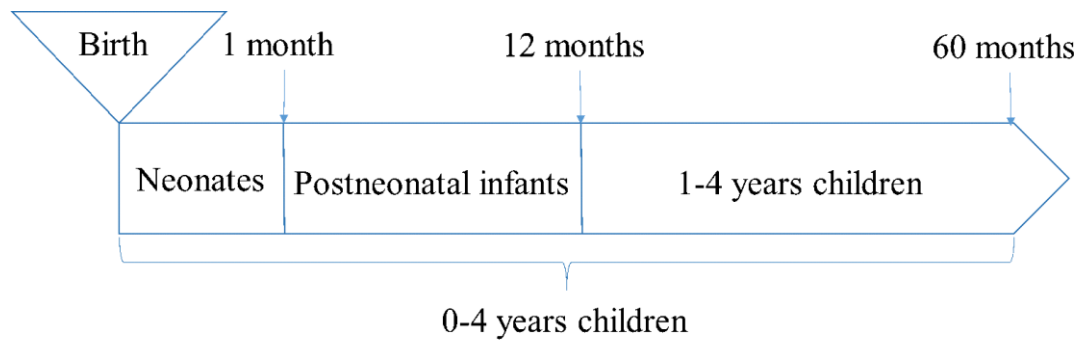 Birth
1 month
12 months
60 months
Neonates
Postneonatal infants
1-4 years children
0-4 years children